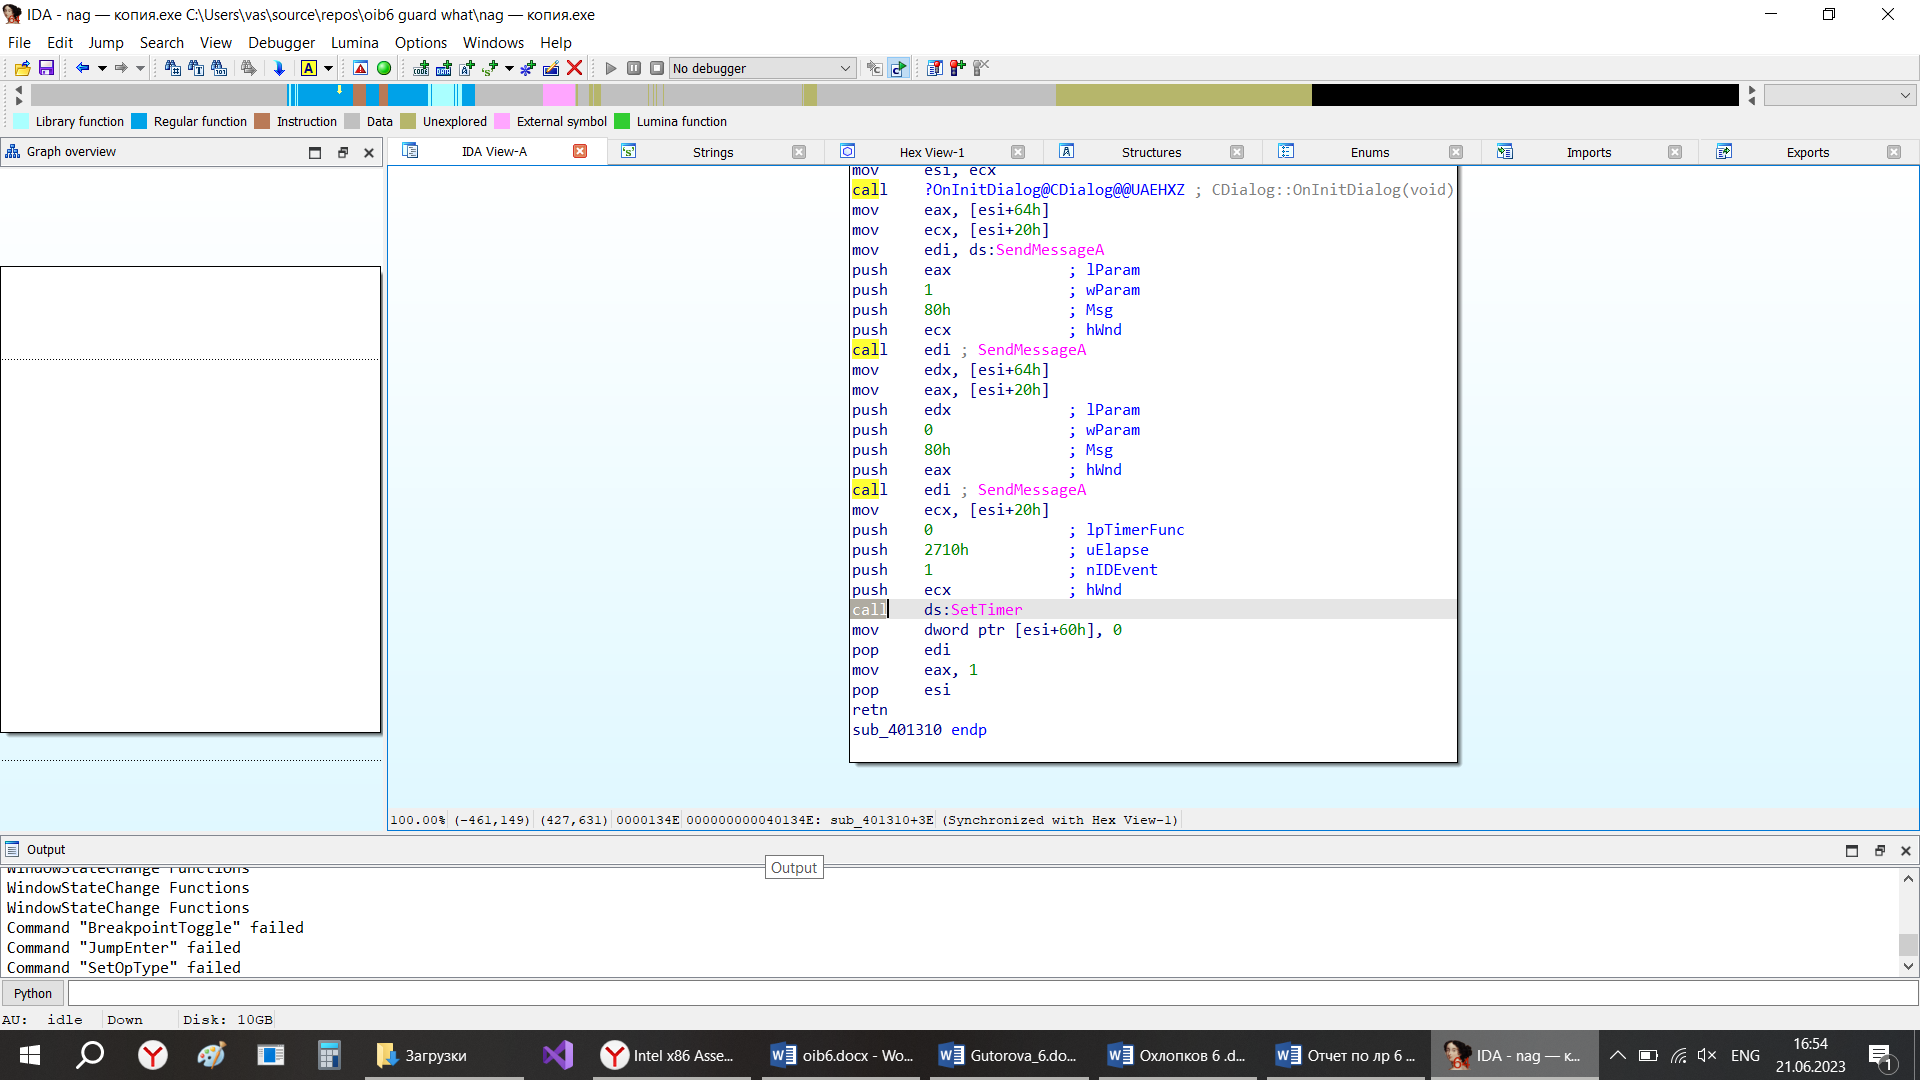 IDA - nag — копия.exe C:\Users\vas\source\repos\oib6 guard what\nag — копия.exe
File Edit Jump Search View Debugger Lumina Options Windows Help
No debugger
Library function Regular function Instruction Data Unexplored External symbol Lumina function
Graph overview
IDA View-A Strings Hex View-1 Structures Enums Imports Exports
mov esi, ecx
call ?OnInitDialog@CDialog@@UAEHXZ ; CDialog::OnInitDialog(void)
mov eax, [esi+64h]
mov ecx, [esi+20h]
mov edi, ds:SendMessageA
push eax ; lParam
push 1 ; wParam
push 80h ; Msg
push ecx ; hWnd
call edi ; SendMessageA
mov edx, [esi+64h]
mov eax, [esi+20h]
push edx ; lParam
push 0 ; wParam
push 80h ; Msg
push eax ; hWnd
call edi ; SendMessageA
mov ecx, [esi+20h]
push 0 ; lpTimerFunc
push 2710h ; uElapse
push 1 ; nIDEvent
push ecx ; hWnd
call ds:SetTimer
mov dword ptr [esi+60h], 0
pop edi
mov eax, 1
pop esi
retn
sub_401310 endp
100.00% (-461,149) (427,631) 0000134E 000000000040134E: sub_401310+3E (Synchronized with Hex View-1)
Output
Output
WindowStateChange Functions
WindowStateChange Functions
WindowStateChange Functions
Command "BreakpointToggle" failed
Command "JumpEnter" failed
Command "SetOpType" failed
Python
AU: idle Down Disk: 10GB
Загрузки Intel x86 Asse... oib6.docx - Wo... Gutorova_6.do... Охлопков 6 .d... Отчет по лр 6 ... IDA - nag — к... ENG 16:54
21.06.2023 1